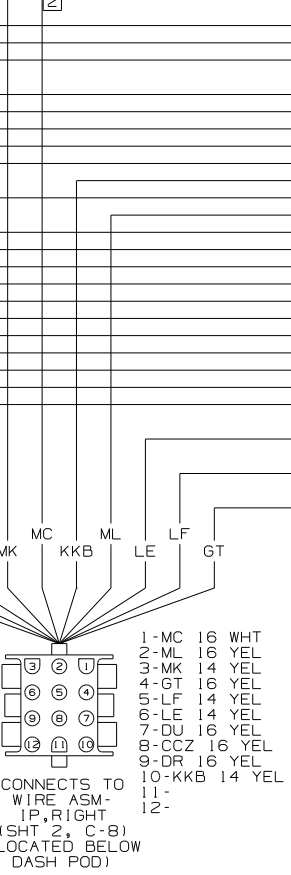 2
MC
ML
LF
MK
KKB
LE
GT
1-MC 16 WHT
2-ML 16 YEL
3-MK 14 YEL
4-GT 16 YEL
5-LF 14 YEL
6-LE 14 YEL
7-DU 16 YEL
8-CCZ 16 YEL
9-DR 16 YEL
10-KKB 14 YEL
11-
12-
3 2 1
6 5 4
9 8 7
12 11 10
CONNECTS TO
WIRE ASM-
IP,RIGHT
(SHT 2, C-8)
LOCATED BELOW
DASH POD)